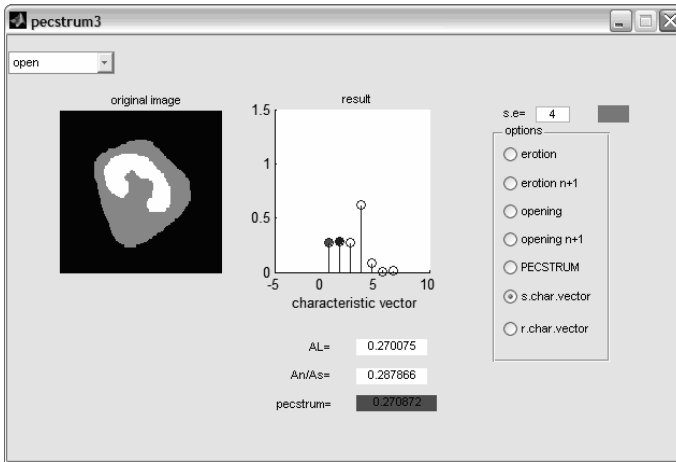 pecstrum3
open
original image
result
1.5
1
0.5
0
-5 0 5 10
characteristic vector
s.e= 4
options
erotion
erotion n+1
opening
opening n+1
PECSTRUM
s.char.vector
r.char.vector
AL= 0.270075
An/As= 0.287866
pecstrum= 0.270872